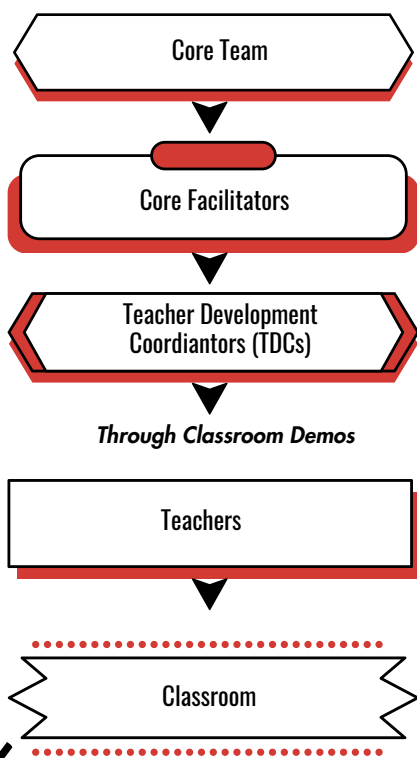 Core Team
Core Facilitators
Teacher Development
Coordiantors (TDCs)
Through Classroom Demos
Teachers
Classroom